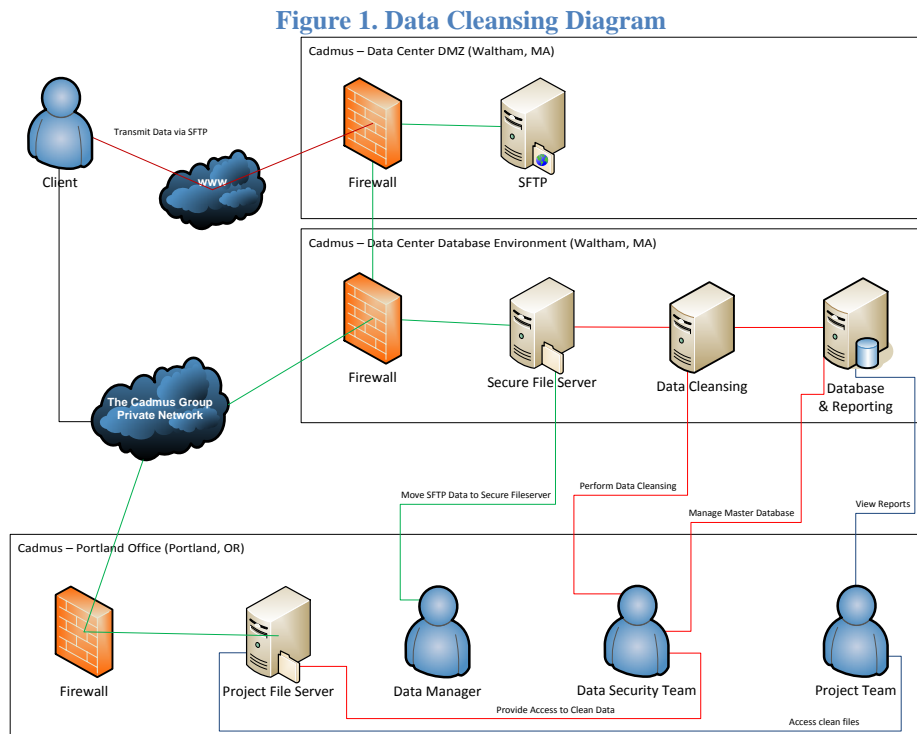 Figure 1. Data Cleansing Diagram
Cadmus – Data Center DMZ (Waltham, MA)
Transmit Data via SFTP
Client
www
Firewall
SFTP
Cadmus – Data Center Database Environment (Waltham, MA)
Firewall
Secure File Server
Data Cleansing
Database
& Reporting
The Cadmus Group
Private Network
Move SFTP Data to Secure Fileserver
Perform Data Cleansing
Manage Master Database
View Reports
Cadmus – Portland Office (Portland, OR)
Firewall
Project File Server
Data Manager
Data Security Team
Project Team
Provide Access to Clean Data
Access clean files